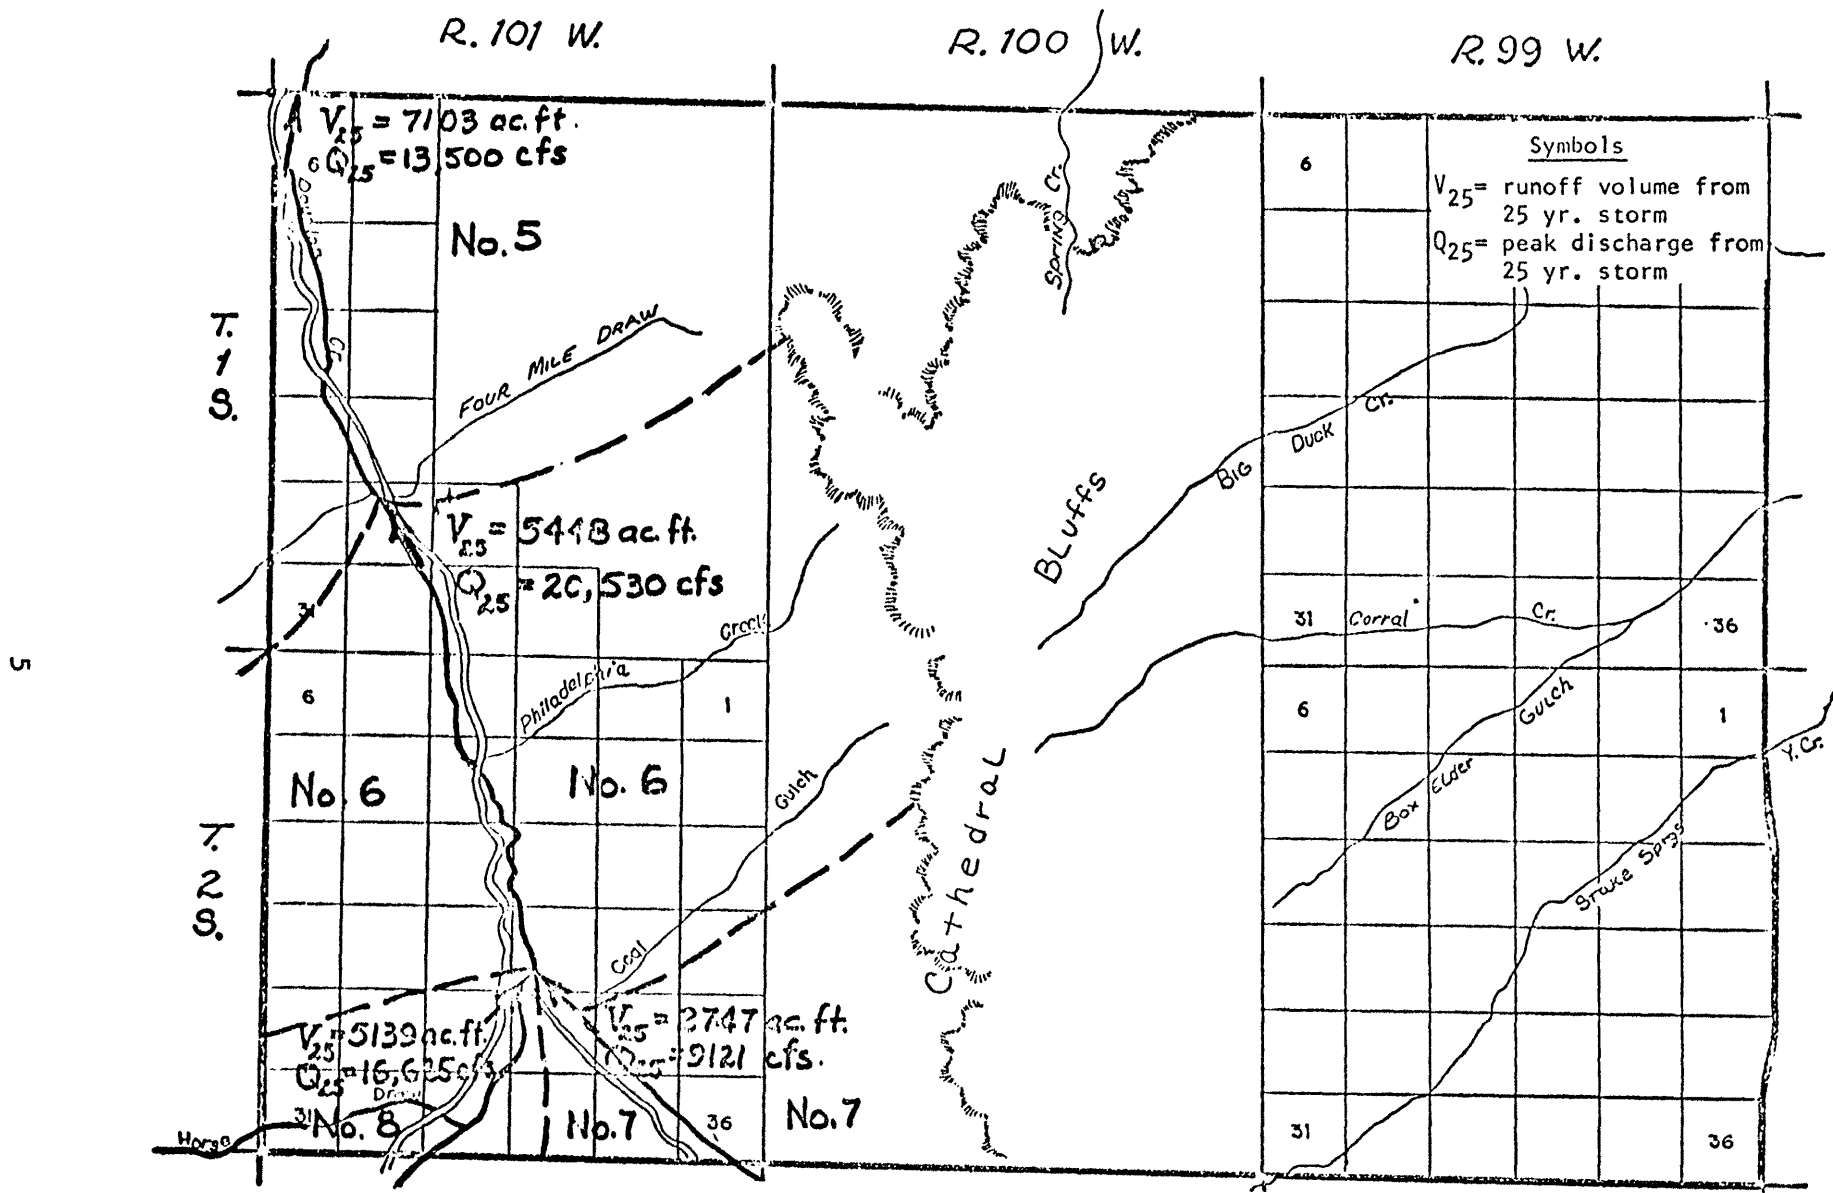 R. 101 W.
R. 100 W.
R. 99 W.
V25 = 7103 ac. ft.
Q25 = 13,500 cfs
6
Cr.
No. 5
FOUR MILE DRAW
T. 1 S.
Spring Cr.
6
Symbols
V25= runoff volume from
25 yr. storm
Q25= peak discharge from
25 yr. storm
Big Duck Cr.
V25 = 5448 ac. ft.
Q25 = 20,530 cfs
31
Philadelphia Creek
Cathedral Bluffs
31
Corral Cr.
36
5
6
1
6
1
Box Elder Gulch
Y. Cr.
No. 6
No. 6
Coal Gulch
T. 2 S.
V25 = 5139 ac. ft.
V25 = 2747 ac. ft.
Q25 = 9121 cfs.
Draw
31
No. 8
No. 7
36
No. 7
31
36